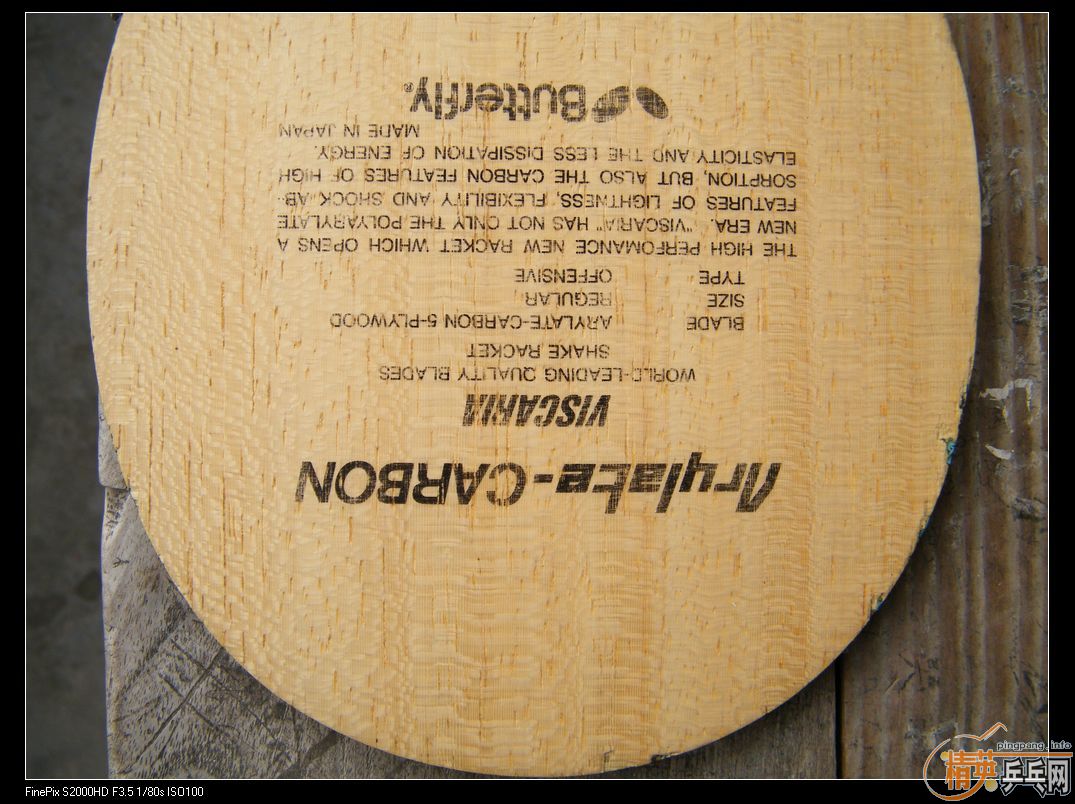 Arylate-CARBON
VISCARIA
WORLD-LEADING QUALITY BLADES
SHAKE RACKET
BLADE ARYLATE-CARBON 5-PLYWOOD
SIZE REGULAR
TYPE OFFENSIVE
THE HIGH PERFOMANCE NEW RACKET WHICH OPENS A
NEW ERA. "VISCARIA" HAS NOT ONLY THE POLYARYLATE
FEATURES OF LIGHTNESS, FLEXIBILITY AND SHOCK AB-
SORPTION, BUT ALSO THE CARBON FEATURES OF HIGH
ELASTICITY AND THE LESS DISSIPATION OF ENERGY.
MADE IN JAPAN
Butterfly®
pingpang.info
精英乒乓网
FinePix S2000HD F3.5 1/80s ISO100